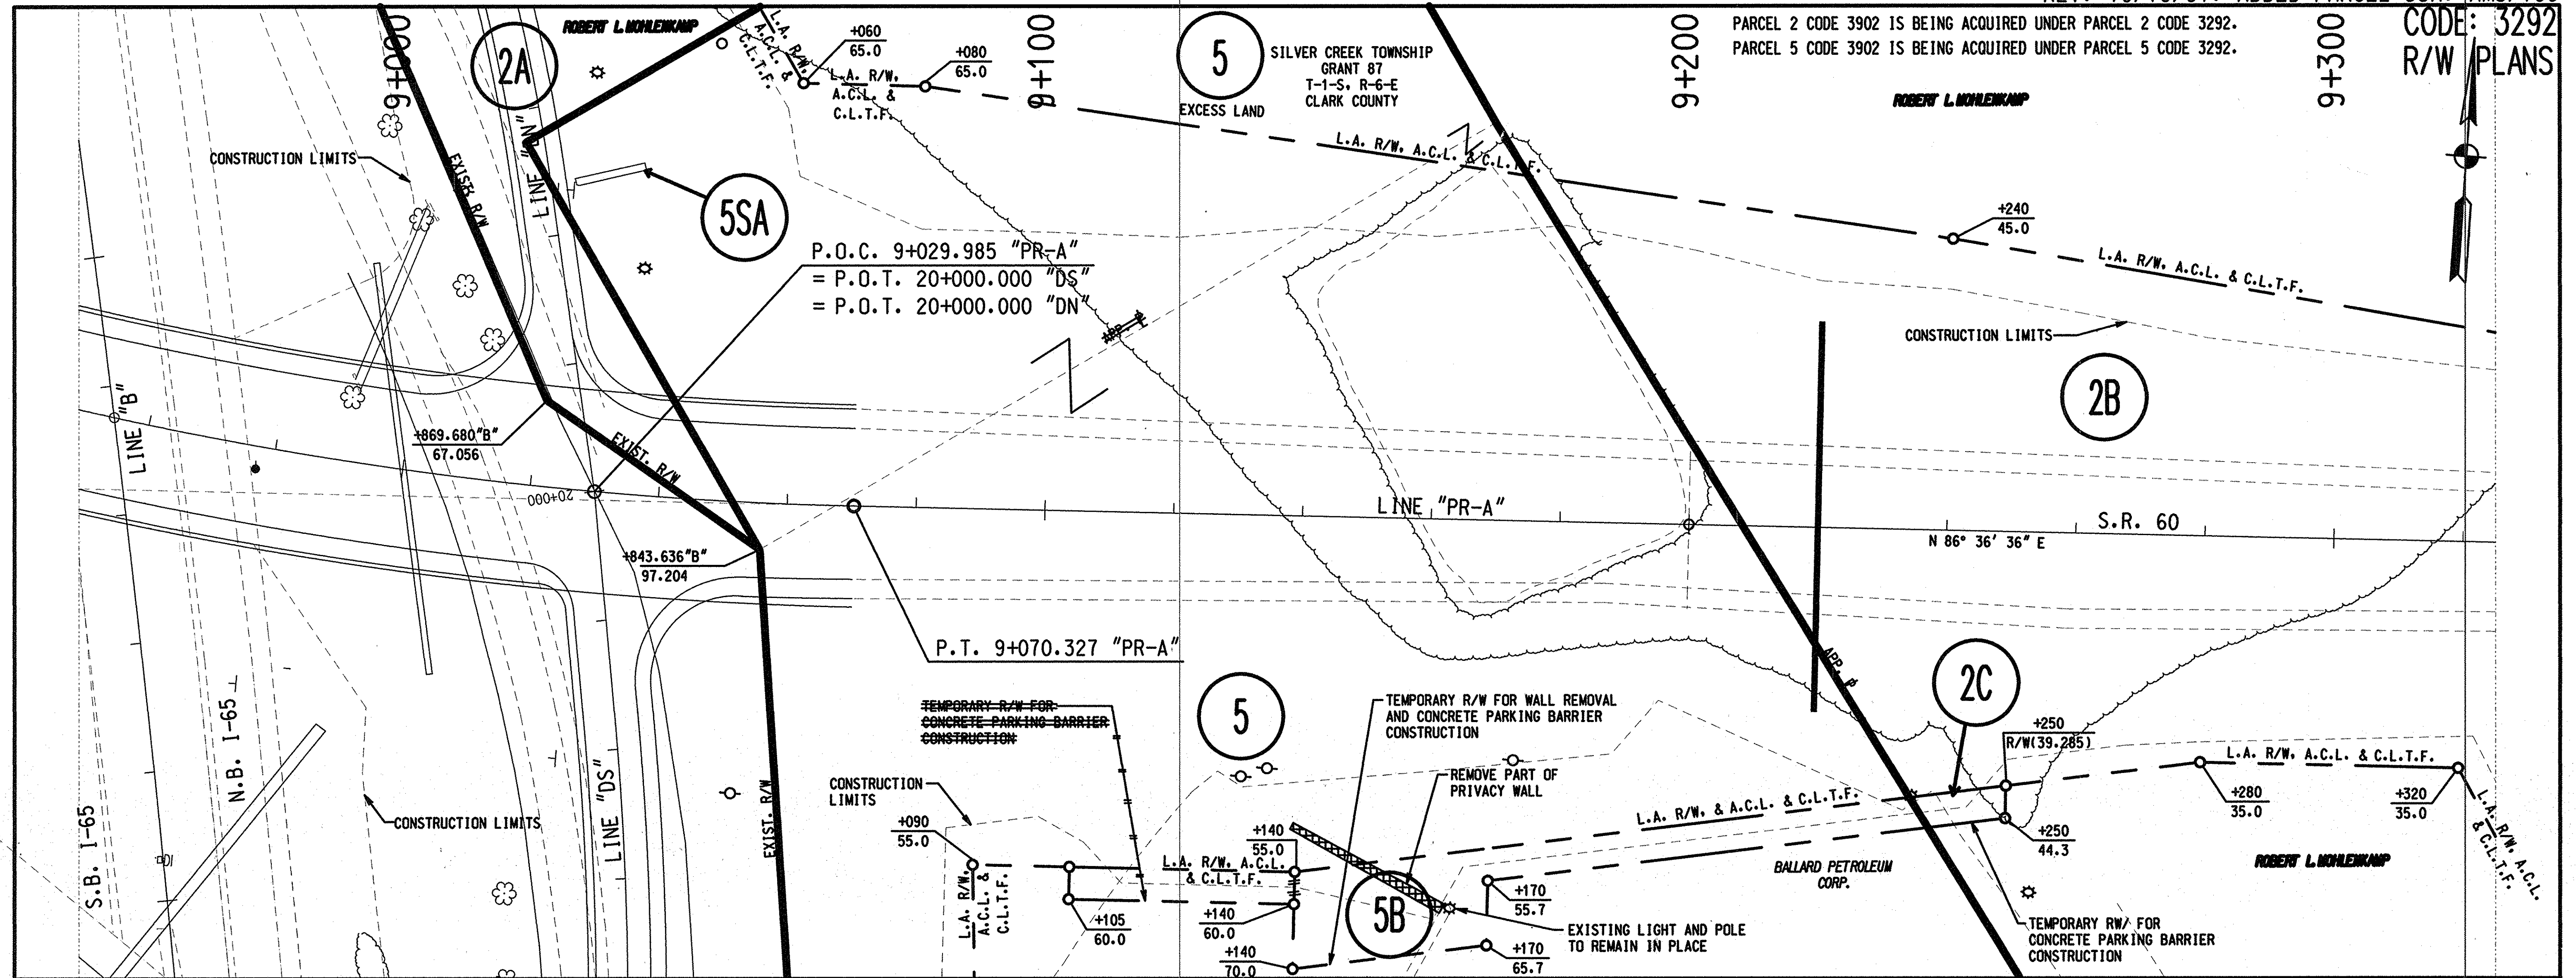 CODE: 3292
R/W PLANS
PARCEL 2 CODE 3902 IS BEING ACQUIRED UNDER PARCEL 2 CODE 3292.
PARCEL 5 CODE 3902 IS BEING ACQUIRED UNDER PARCEL 5 CODE 3292.
9+000
2A
ROBERT L. MOHLENKAMP
L.A. R/W,
A.C.L. &
C.L.T.F.
+060
65.0
L.A. R/W,
A.C.L. &
C.L.T.F.
+080
65.0
9+100
5
EXCESS LAND
SILVER CREEK TOWNSHIP
GRANT 87
T-1-S, R-6-E
CLARK COUNTY
9+200
ROBERT L. MOHLENKAMP
9+300
CONSTRUCTION LIMITS
EXIST. R/W
LINE "DN"
5SA
L.A. R/W, A.C.L. & C.L.T.F.
+240
45.0
L.A. R/W, A.C.L. & C.L.T.F.
P.O.C. 9+029.985 "PR-A"
= P.O.T. 20+000.000 "DS"
= P.O.T. 20+000.000 "DN"
APP. P
CONSTRUCTION LIMITS
2B
LINE "B"
+869.680"B"
67.056
EXIST. R/W
20+000
LINE "PR-A"
S.R. 60
N 86° 36' 36" E
+843.636"B"
97.204
P.T. 9+070.327 "PR-A"
APP. P
2C
S.B. I-65
N.B. I-65
LINE "DS"
EXIST. R/W
CONSTRUCTION LIMITS
TEMPORARY R/W FOR
CONCRETE PARKING BARRIER
CONSTRUCTION
5
TEMPORARY R/W FOR WALL REMOVAL
AND CONCRETE PARKING BARRIER
CONSTRUCTION
+250
R/W(39.285)
L.A. R/W, A.C.L. & C.L.T.F.
CONSTRUCTION
LIMITS
REMOVE PART OF
PRIVACY WALL
L.A. R/W, & A.C.L. & C.L.T.F.
+280
35.0
+320
35.0
L.A. R/W, A.C.L.
& C.L.T.F.
+090
55.0
+140
55.0
L.A. R/W, A.C.L.
& C.L.T.F.
+250
44.3
BALLARD PETROLEUM
CORP.
ROBERT L. MOHLENKAMP
L.A. R/W,
A.C.L. &
C.L.T.F.
+105
60.0
+140
60.0
5B
+170
55.7
EXISTING LIGHT AND POLE
TO REMAIN IN PLACE
TEMPORARY RW/ FOR
CONCRETE PARKING BARRIER
CONSTRUCTION
+140
70.0
+170
65.7